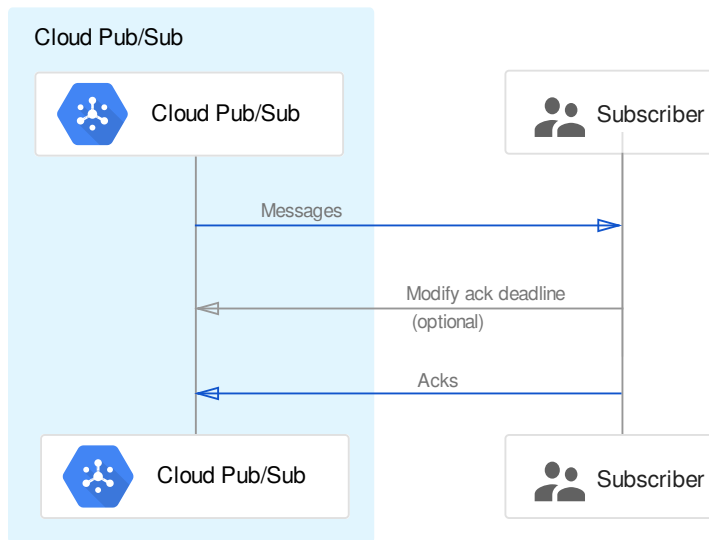 Cloud Pub/Sub
Cloud Pub/Sub
Subscriber
Messages
Modify ack deadline
(optional)
Acks
Cloud Pub/Sub
Subscriber